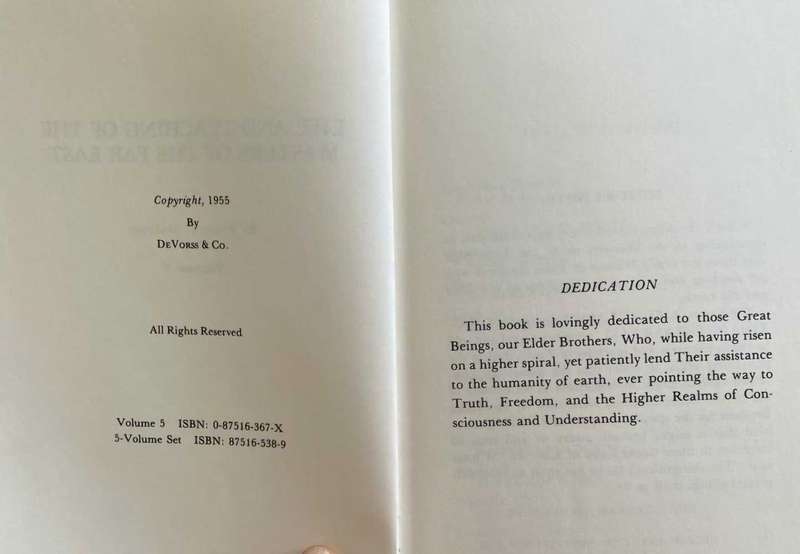 Copyright, 1955
By
DEVORSS & CO.
All Rights Reserved
Volume 5 ISBN: 0-87516-367-X
5-Volume Set ISBN: 87516-538-9
DEDICATION
This book is lovingly dedicated to those Great
Beings, our Elder Brothers, Who, while having risen
on a higher spiral, yet patiently lend Their assistance
to the humanity of earth, ever pointing the way to
Truth, Freedom, and the Higher Realms of Con-
sciousness and Understanding.